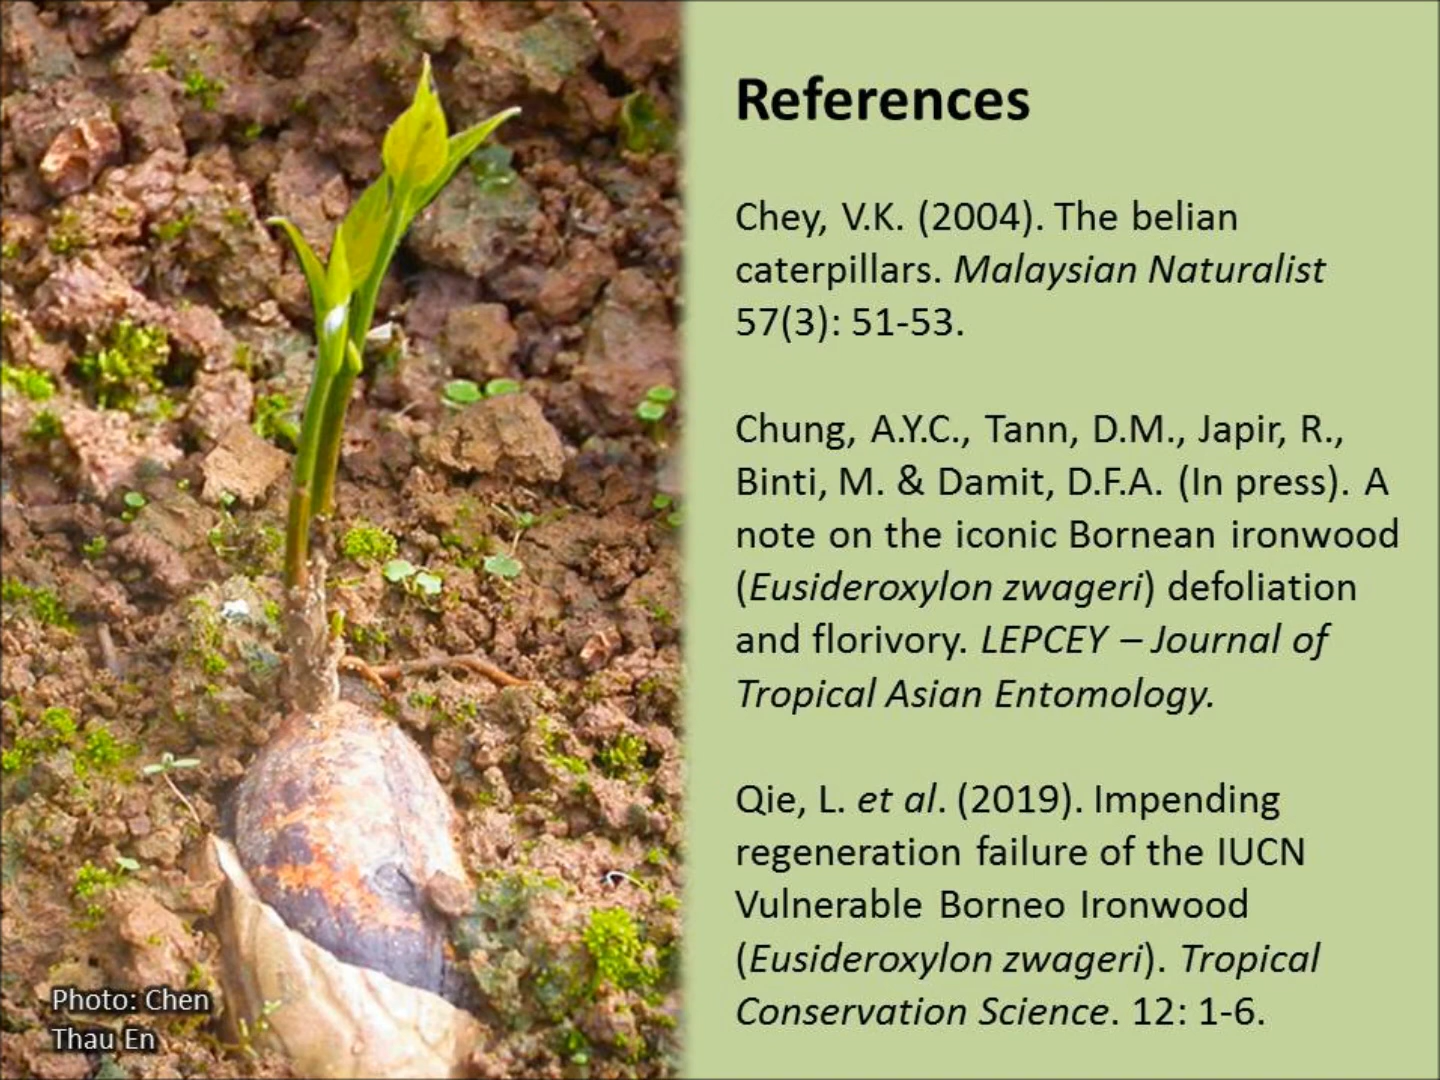 References
Chey, V.K. (2004). The belian
caterpillars. Malaysian Naturalist
57(3): 51-53.
Chung, A.Y.C., Tann, D.M., Japir, R.,
Binti, M. & Damit, D.F.A. (In press). A
note on the iconic Bornean ironwood
(Eusideroxylon zwageri) defoliation
and florivory. LEPCEY – Journal of
Tropical Asian Entomology.
Qie, L. et al. (2019). Impending
regeneration failure of the IUCN
Vulnerable Borneo Ironwood
(Eusideroxylon zwageri). Tropical
Conservation Science. 12: 1-6.
Photo: Chen
Thau En